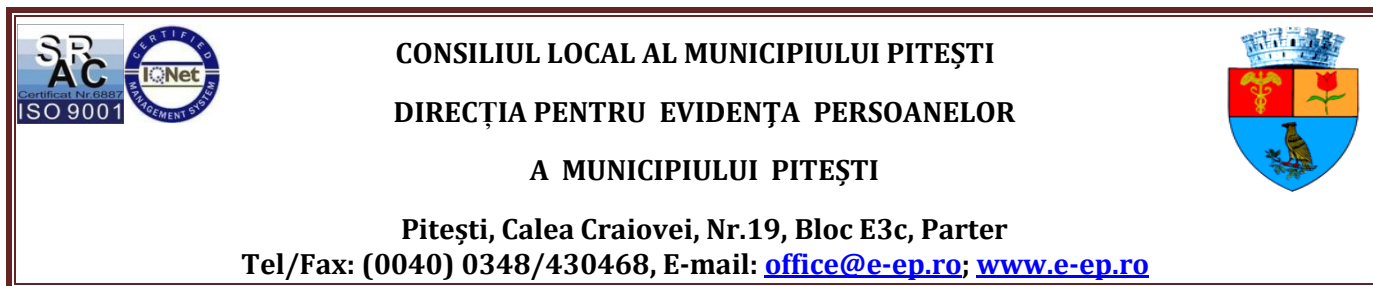 SR
AC
Certificat Nr.6887
ISO 9001
CERTIFIED
IQNet
MANAGEMENT SYSTEM
CONSILIUL LOCAL AL MUNICIPIULUI PITEȘTI
DIRECȚIA PENTRU EVIDENȚA PERSOANELOR
A MUNICIPIULUI PITEȘTI
Pitești, Calea Craiovei, Nr.19, Bloc E3c, Parter
Tel/Fax: (0040) 0348/430468, E-mail: office@e-ep.ro; www.e-ep.ro